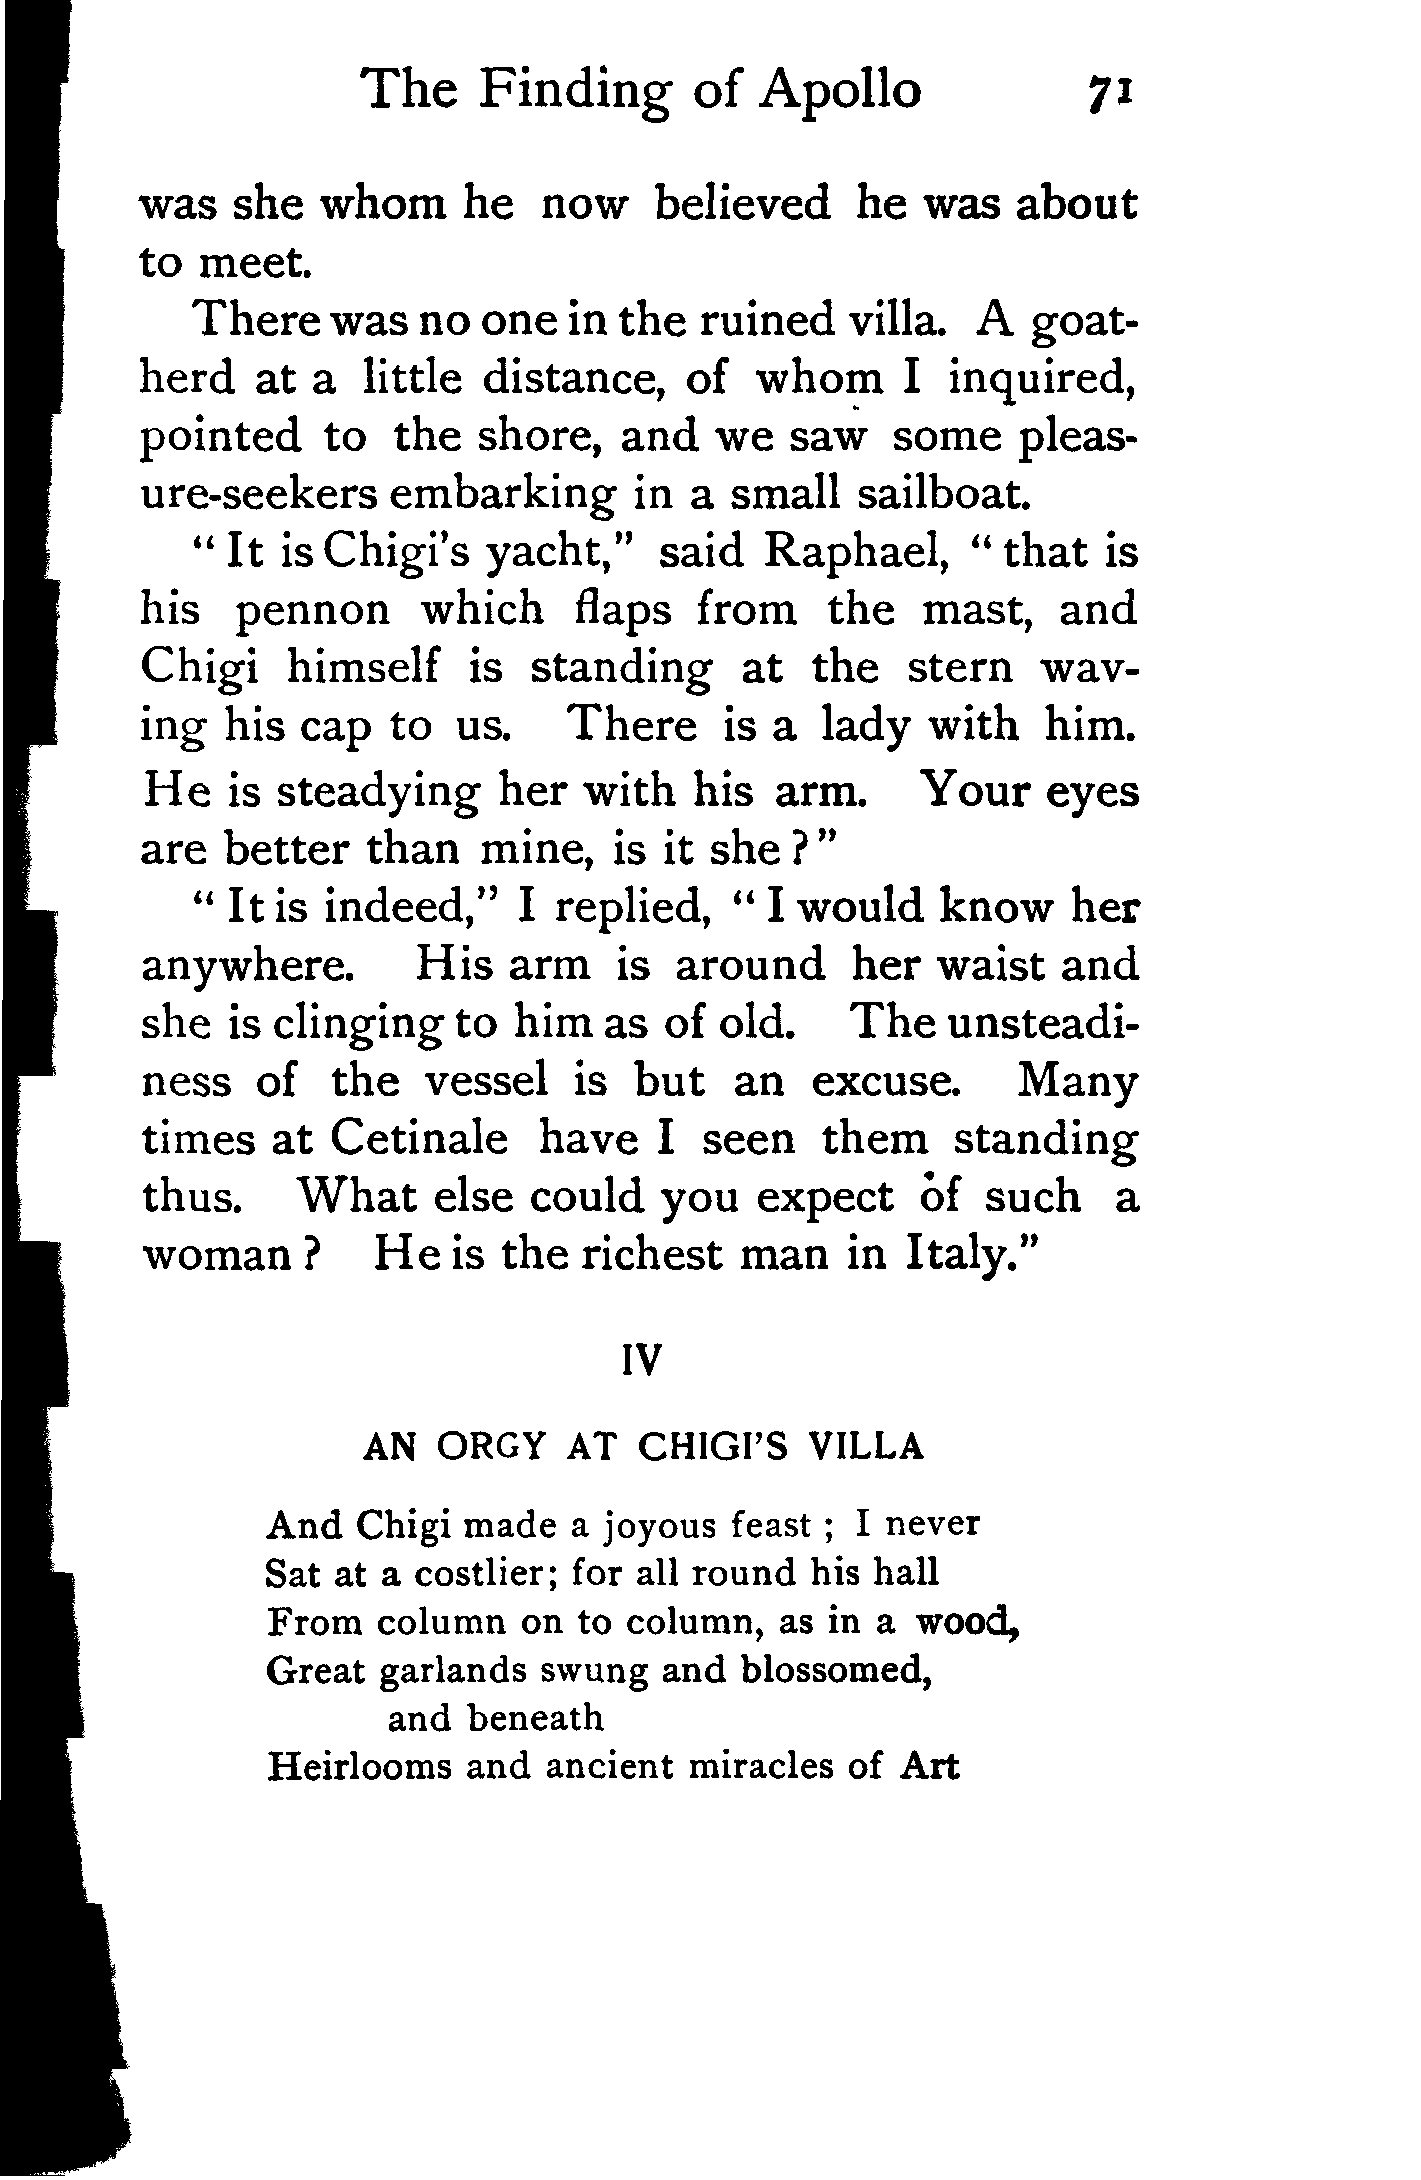 The Finding of Apollo 71
was she whom he now believed he was about
to meet.
There was no one in the ruined villa. A goat-
herd at a little distance, of whom I inquired,
pointed to the shore, and we saw some pleas-
ure-seekers embarking in a small sailboat.
"It is Chigi's yacht," said Raphael, "that is
his pennon which flaps from the mast, and
Chigi himself is standing at the stern wav-
ing his cap to us. There is a lady with him.
He is steadying her with his arm. Your eyes
are better than mine, is it she?"
"It is indeed," I replied, "I would know her
anywhere. His arm is around her waist and
she is clinging to him as of old. The unsteadi-
ness of the vessel is but an excuse. Many
times at Cetinale have I seen them standing
thus. What else could you expect of such a
woman? He is the richest man in Italy."
IV
AN ORGY AT CHIGI'S VILLA
And Chigi made a joyous feast; I never
Sat at a costlier; for all round his hall
From column on to column, as in a wood,
Great garlands swung and blossomed,
and beneath
Heirlooms and ancient miracles of Art